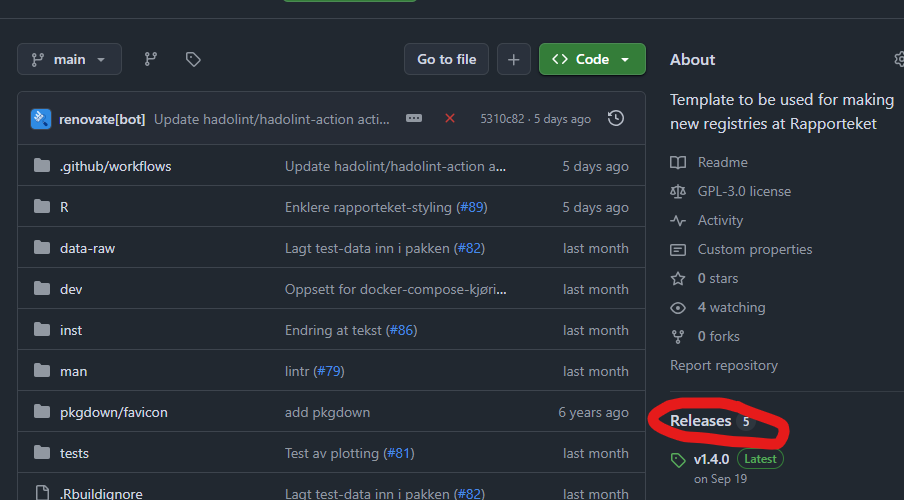 main
Go to file
Code
renovate[bot] Update hadolint/hadolint-action acti... 5310c82 · 5 days ago
.github/workflows Update hadolint/hadolint-action a... 5 days ago
R Enklere rapporteket-styling (#89) 5 days ago
data-raw Lagt test-data inn i pakken (#82) last month
dev Oppsett for docker-compose-kjøri... last month
inst Endring at tekst (#86) last month
man lintr (#79) last month
pkgdown/favicon add pkgdown 6 years ago
tests Test av plotting (#81) last month
.Rbuildignore Lagt test-data inn i pakken (#82) last month
About
Template to be used for making
new registries at Rapporteket
Readme
GPL-3.0 license
Activity
Custom properties
0 stars
4 watching
0 forks
Report repository
Releases 5
v1.4.0 Latest
on Sep 19